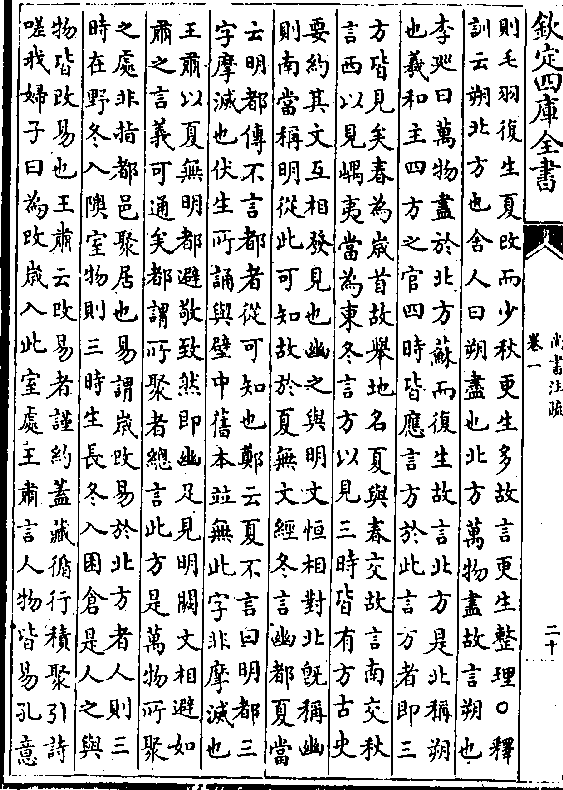 欽定四庫全書
尚書注疏
卷一
二十
則毛羽復生夏改而少秋更生多故言更生整理○釋
訓云朔北方也舍人曰朔盡也北方萬物盡故言朔也
李廵曰萬物盡於北方蘇而復生故言北方是北稱朔
也羲和主四方之官四時皆應言方於此言方者即三
方皆見矣春為嵗首故舉地名夏與春交故言南交秋
言西以見嵎夷當為東冬言方以見三時皆有方古史
要約其文互相發見也幽之與明文恒相對北旣稱幽
則南當稱明從此可知故於夏無文經冬言幽都夏當
云明都傳不言都者從可知也鄭云夏不言曰明都三
字摩滅也伏生所誦與壁中舊本並無此字非摩滅也
王肅以夏無明都避敬致然即幽足見明闕文相避如
肅之言義可通矣都謂所聚者總言此方是萬物所聚
之處非指都邑聚居也易謂嵗改易於北方者人則三
時在野冬入隩室物則三時生長冬入囷倉是人之與
物皆改易也王肅云改易者謹約蓋藏循行積聚引詩
嗟我婦子曰為改嵗入此室處王肅言人物皆易孔意